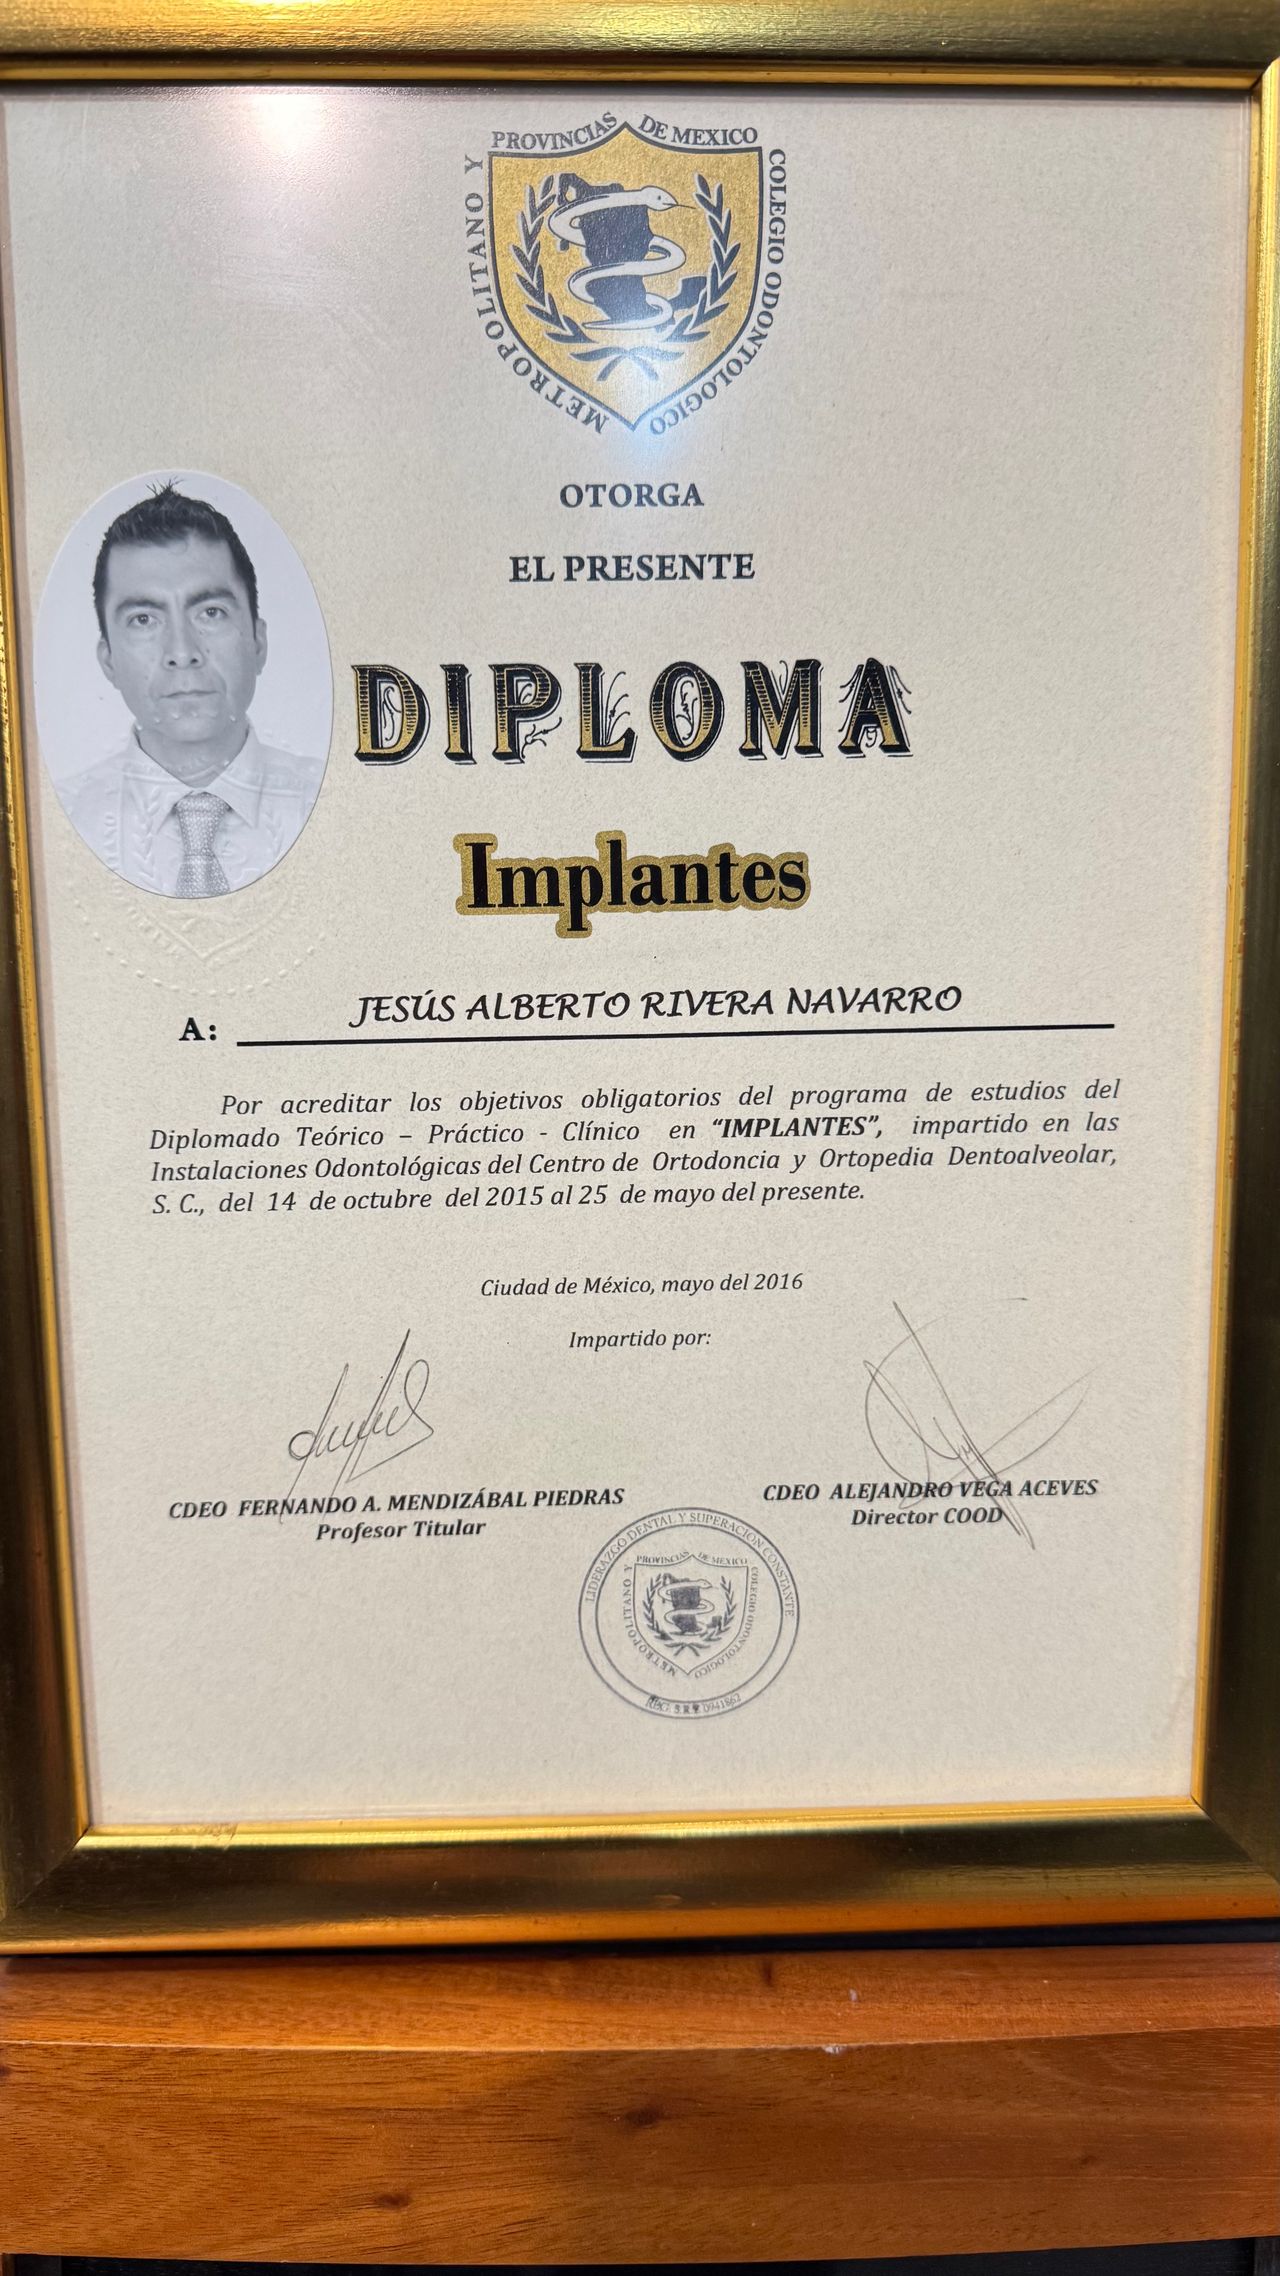 PROVINCIAS DE MEXICO
METROPOLITANO Y
COLEGIO ODONTOLOGICO
OTORGA
EL PRESENTE
DIPLOMA
Implantes
A: JESÚS ALBERTO RIVERA NAVARRO
Por acreditar los objetivos obligatorios del programa de estudios del
Diplomado Teórico – Práctico - Clínico en “IMPLANTES”, impartido en las
Instalaciones Odontológicas del Centro de Ortodoncia y Ortopedia Dentoalveolar,
S. C., del 14 de octubre del 2015 al 25 de mayo del presente.
Ciudad de México, mayo del 2016
Impartido por:
CDEO FERNANDO A. MENDIZÁBAL PIEDRAS
Profesor Titular
CDEO ALEJANDRO VEGA ACEVES
Director COOD
LIDERAZGO DENTAL Y SUPERACION CONSTANTE
PROVINCIAS DE MEXICO
METROPOLITANO Y
COLEGIO ODONTOLOGICO
REG. 0941862